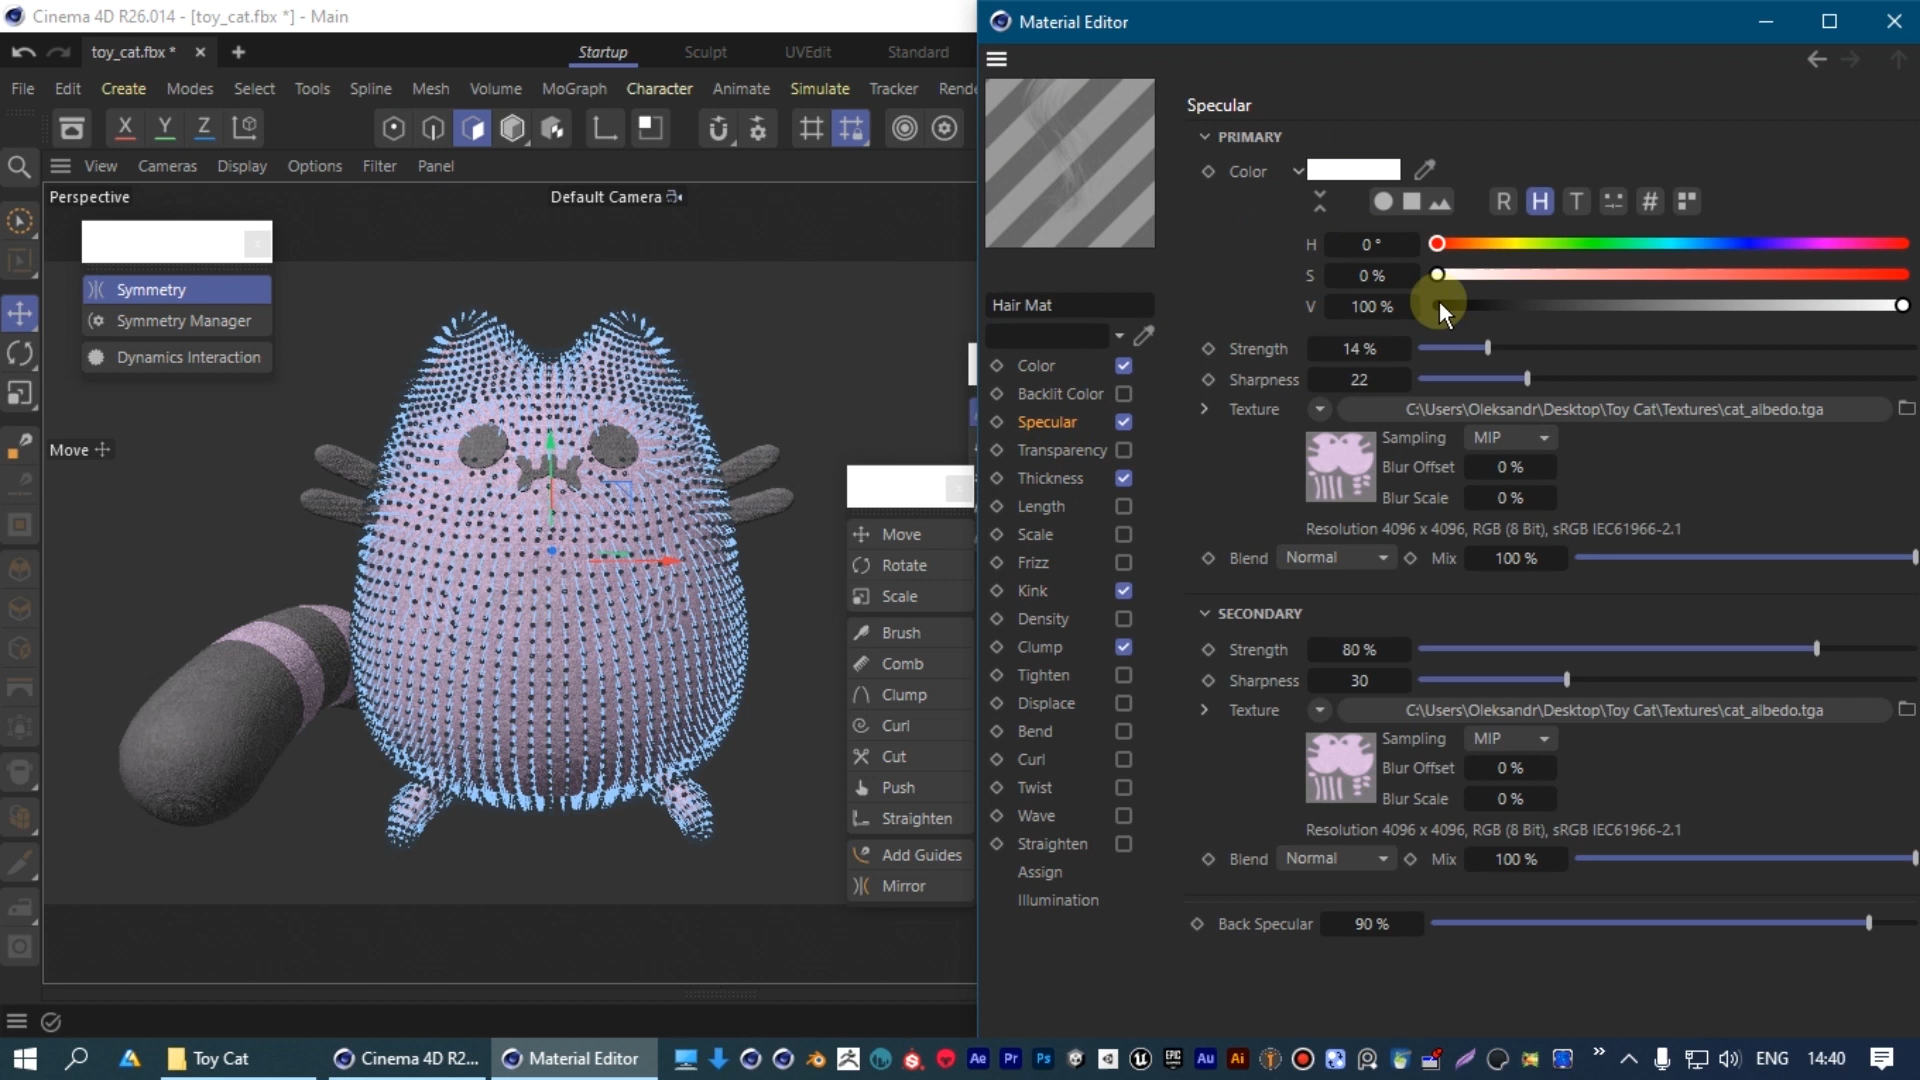 Cinema 4D R26.014 - [toy_cat.fbx *] - Main
Material Editor
toy_cat.fbx *
Startup
Sculpt
UVEdit
Standard
File Edit Create Modes Select Tools Spline Mesh Volume MoGraph Character Animate Simulate Tracker Rende
X Y Z
View Cameras Display Options Filter Panel
Perspective
Default Camera
Symmetry
Symmetry Manager
Dynamics Interaction
Move
Move
Rotate
Scale
Brush
Comb
Clump
Curl
Cut
Push
Straighten
Add Guides
Mirror
Hair Mat
Color
Backlit Color
Specular
Transparency
Thickness
Length
Scale
Frizz
Kink
Density
Clump
Tighten
Displace
Bend
Curl
Twist
Wave
Straighten
Assign
Illumination
Specular
PRIMARY
Color
R H T #
H 0 °
S 0 %
V 100 %
Strength 14 %
Sharpness 22
Texture C:\Users\Oleksandr\Desktop\Toy Cat\Textures\cat_albedo.tga
Sampling MIP
Blur Offset 0 %
Blur Scale 0 %
Resolution 4096 x 4096, RGB (8 Bit), sRGB IEC61966-2.1
Blend Normal Mix 100 %
SECONDARY
Strength 80 %
Sharpness 30
Texture C:\Users\Oleksandr\Desktop\Toy Cat\Textures\cat_albedo.tga
Sampling MIP
Blur Offset 0 %
Blur Scale 0 %
Resolution 4096 x 4096, RGB (8 Bit), sRGB IEC61966-2.1
Blend Normal Mix 100 %
Back Specular 90 %
Toy Cat
Cinema 4D R2...
Material Editor
Ae Pr Ps EPIC Au Ai
ENG 14:40